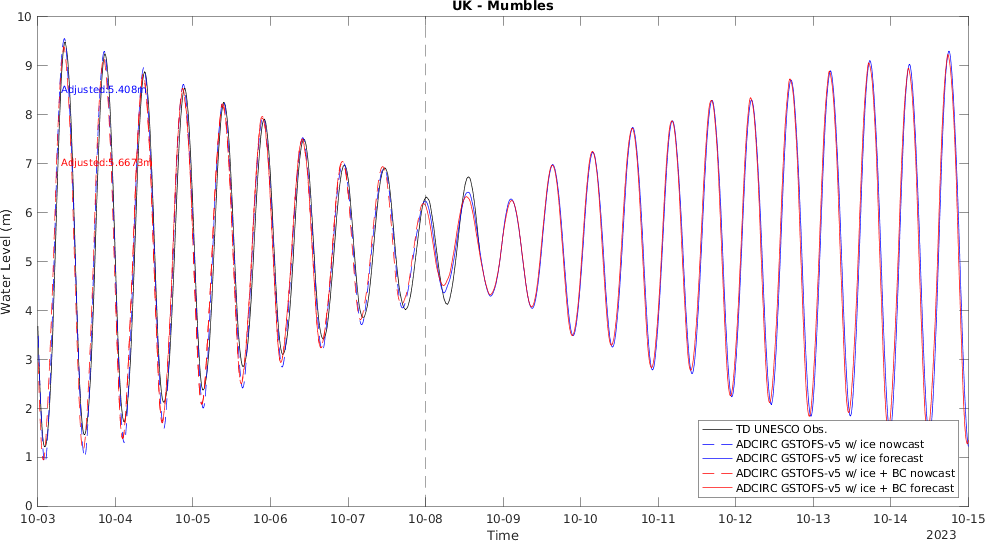 UK - Mumbles
10
9
8
7
6
5
4
3
2
1
0
Water Level (m)
Adjusted:5.408m
Adjusted:5.6673m
TD UNESCO Obs.
ADCIRC GSTOFS-v5 w/ ice nowcast
ADCIRC GSTOFS-v5 w/ ice forecast
ADCIRC GSTOFS-v5 w/ ice + BC nowcast
ADCIRC GSTOFS-v5 w/ ice + BC forecast
10-03 10-04 10-05 10-06 10-07 10-08 10-09 10-10 10-11 10-12 10-13 10-14 10-15
Time
2023